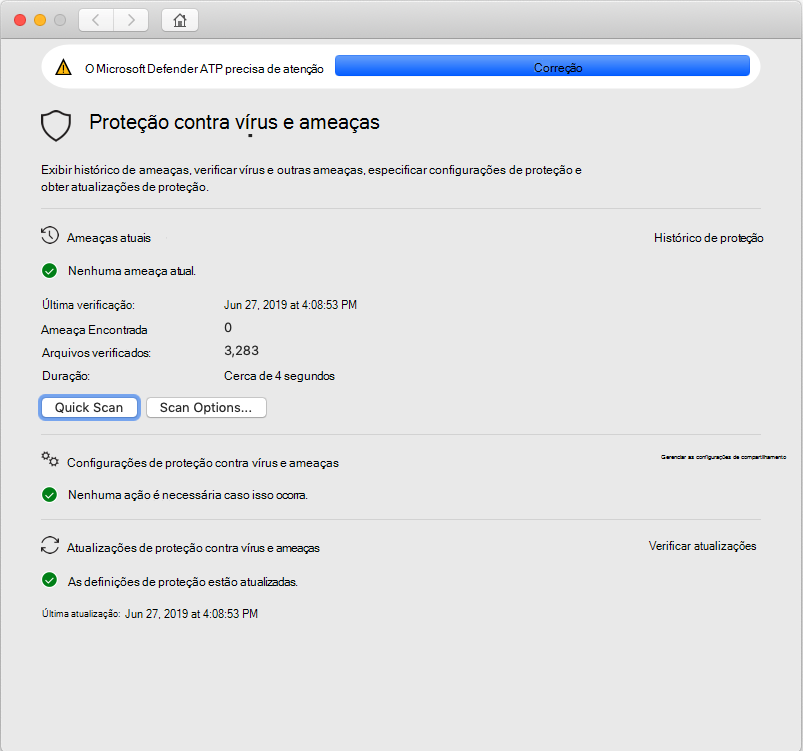 O Microsoft Defender ATP precisa de atenção
Correção
Proteção contra vírus e ameaças
Exibir histórico de ameaças, verificar vírus e outras ameaças, especificar configurações de proteção e
obter atualizações de proteção.
Ameaças atuais
Histórico de proteção
Nenhuma ameaça atual.
Última verificação: Jun 27, 2019 at 4:08:53 PM
Ameaça Encontrada 0
Arquivos verificados: 3,283
Duração: Cerca de 4 segundos
Quick Scan
Scan Options...
Configurações de proteção contra vírus e ameaças
Gerenciar as configurações de compartilhamento
Nenhuma ação é necessária caso isso ocorra.
Atualizações de proteção contra vírus e ameaças
Verificar atualizações
As definições de proteção estão atualizadas.
Última atualização: Jun 27, 2019 at 4:08:53 PM